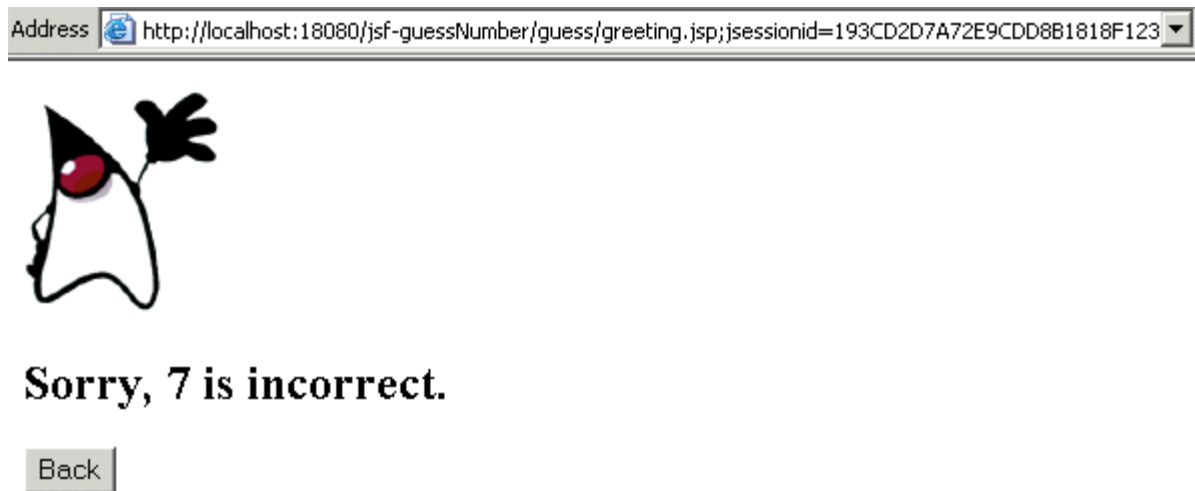 Address http://localhost:18080/jsf-guessNumber/guess/greeting.jsp;jsessionid=193CD2D7A72E9CDD8B1818F123
Sorry, 7 is incorrect.
Back